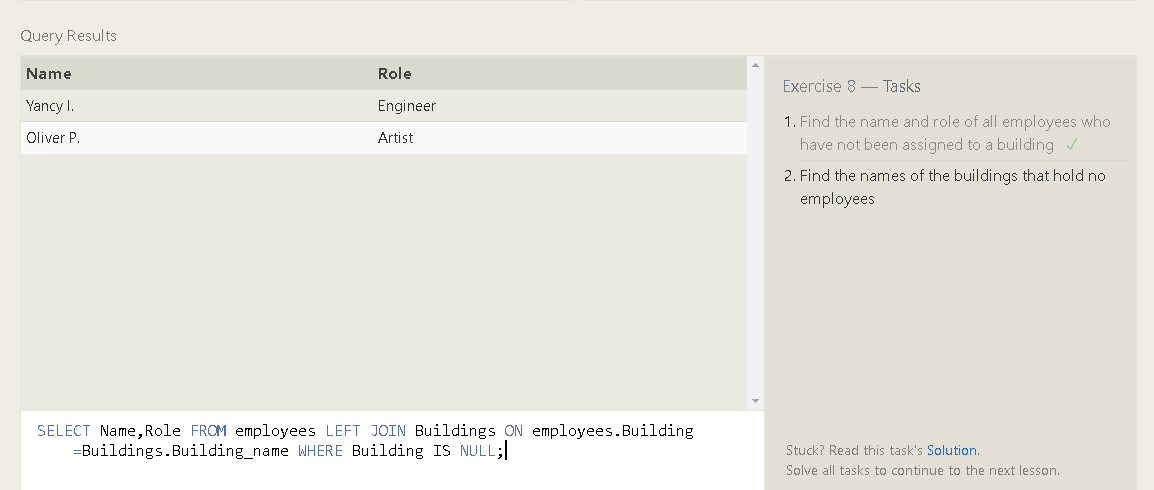 Query Results
Name Role
Yancy I. Engineer
Oliver P. Artist
Exercise 8 — Tasks
1. Find the name and role of all employees who
have not been assigned to a building ✓
2. Find the names of the buildings that hold no
employees
SELECT Name,Role FROM employees LEFT JOIN Buildings ON employees.Building
=Buildings.Building_name WHERE Building IS NULL;
Stuck? Read this task's Solution.
Solve all tasks to continue to the next lesson.